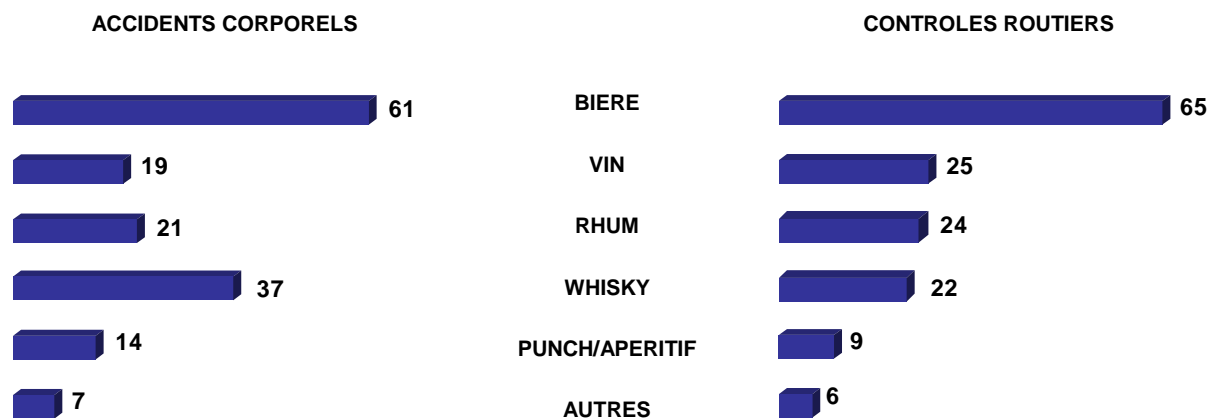 ACCIDENTS CORPORELS CONTROLES ROUTIERS
61 BIERE 65
19 VIN 25
21 RHUM 24
37 WHISKY 22
14 PUNCH/APERITIF 9
7 AUTRES 6